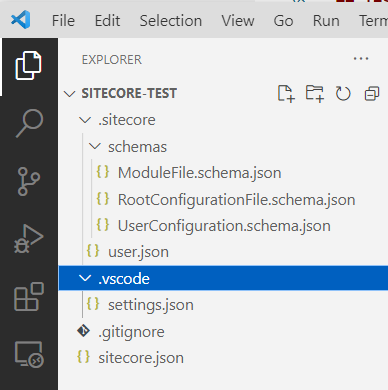 File Edit Selection View Go Run
EXPLORER
SITECORE-TEST
.sitecore
schemas
{} ModuleFile.schema.json
{} RootConfigurationFile.schema.json
{} UserConfiguration.schema.json
{} user.json
.vscode
{} settings.json
.gitignore
{} sitecore.json